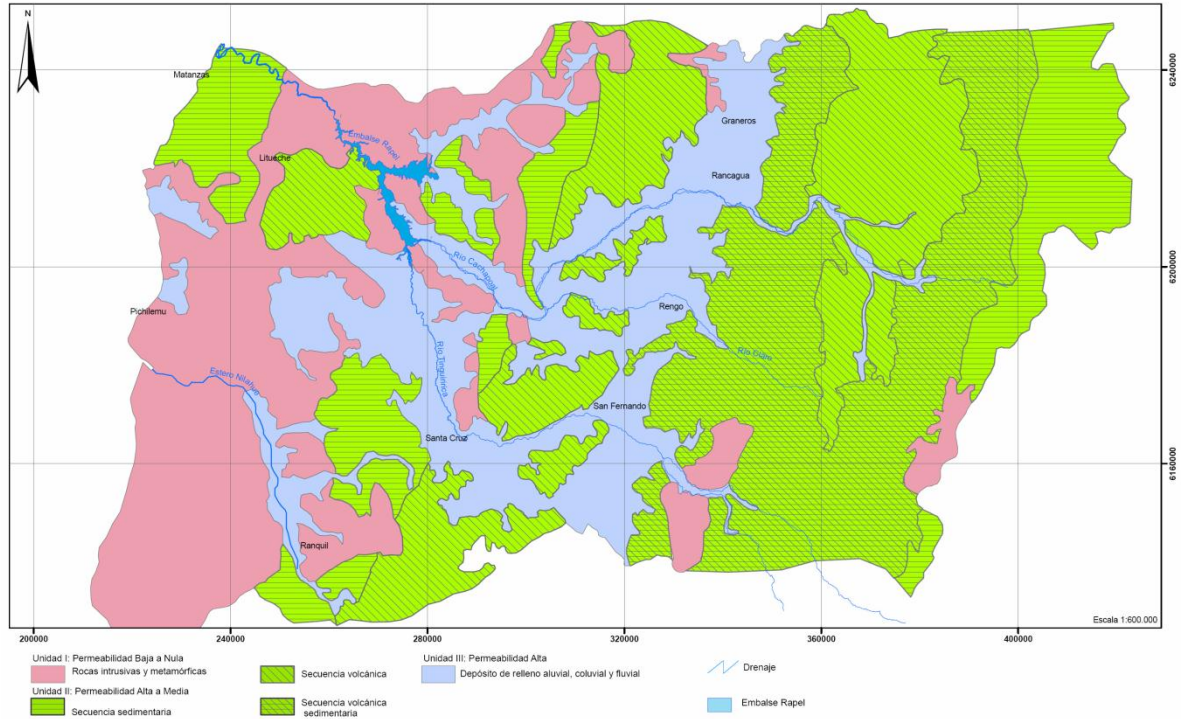 N
Matanzas
Embalse Rapel
Litueche
Graneros
Rancagua
Río Cachapoal
Pichilemu
Rengo
Río Claro
Estero Nilahue
Río Tinguiririca
San Fernando
Santa Cruz
Ranquil
6240000
6200000
6160000
Escala 1:600.000
200000 240000 280000 320000 360000 400000
Unidad I: Permeabilidad Baja a Nula
Rocas intrusivas y metamórficas
Unidad II: Permeabilidad Alta a Media
Secuencia sedimentaria
Secuencia volcánica
Secuencia volcánica
sedimentaria
Unidad III: Permeabilidad Alta
Depósito de relleno aluvial, coluvial y fluvial
Drenaje
Embalse Rapel